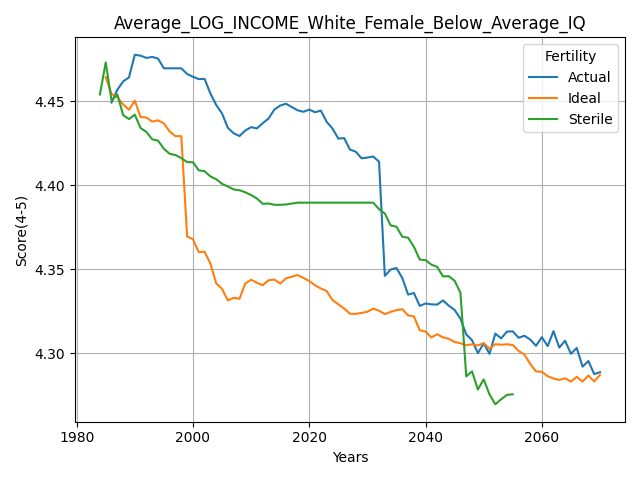 Average_LOG_INCOME_White_Female_Below_Average_IQ
Fertility
Actual
Ideal
Sterile
Score(4-5)
4.45
4.40
4.35
4.30
1980
2000
2020
2040
2060
Years